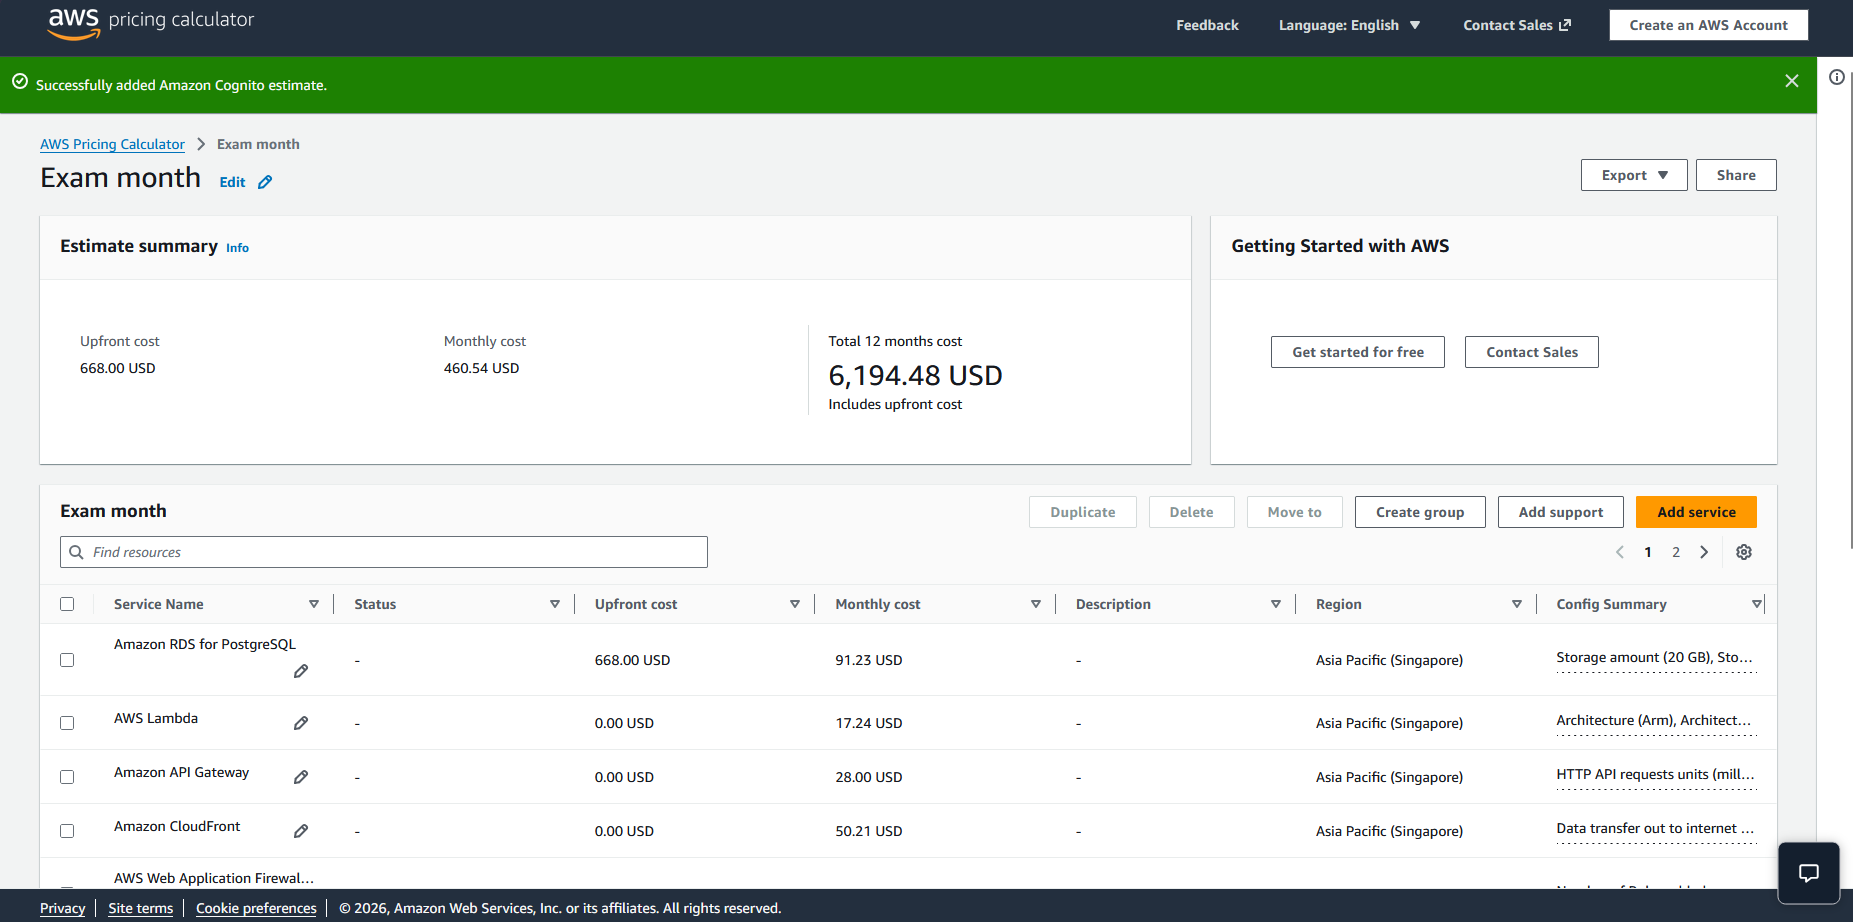 aws pricing calculator
Feedback
Language: English
Contact Sales
Create an AWS Account
Successfully added Amazon Cognito estimate.
AWS Pricing Calculator
Exam month
Exam month
Edit
Export
Share
Estimate summary Info
Upfront cost
668.00 USD
Monthly cost
460.54 USD
Total 12 months cost
6,194.48 USD
Includes upfront cost
Getting Started with AWS
Get started for free
Contact Sales
Exam month
Duplicate
Delete
Move to
Create group
Add support
Add service
Find resources
1 2
Service Name Status Upfront cost Monthly cost Description Region Config Summary
Amazon RDS for PostgreSQL - 668.00 USD 91.23 USD - Asia Pacific (Singapore) Storage amount (20 GB), Sto...
AWS Lambda - 0.00 USD 17.24 USD - Asia Pacific (Singapore) Architecture (Arm), Architect...
Amazon API Gateway - 0.00 USD 28.00 USD - Asia Pacific (Singapore) HTTP API requests units (mill...
Amazon CloudFront - 0.00 USD 50.21 USD - Asia Pacific (Singapore) Data transfer out to internet ...
AWS Web Application Firewal...
Privacy Site terms Cookie preferences © 2026, Amazon Web Services, Inc. or its affiliates. All rights reserved.